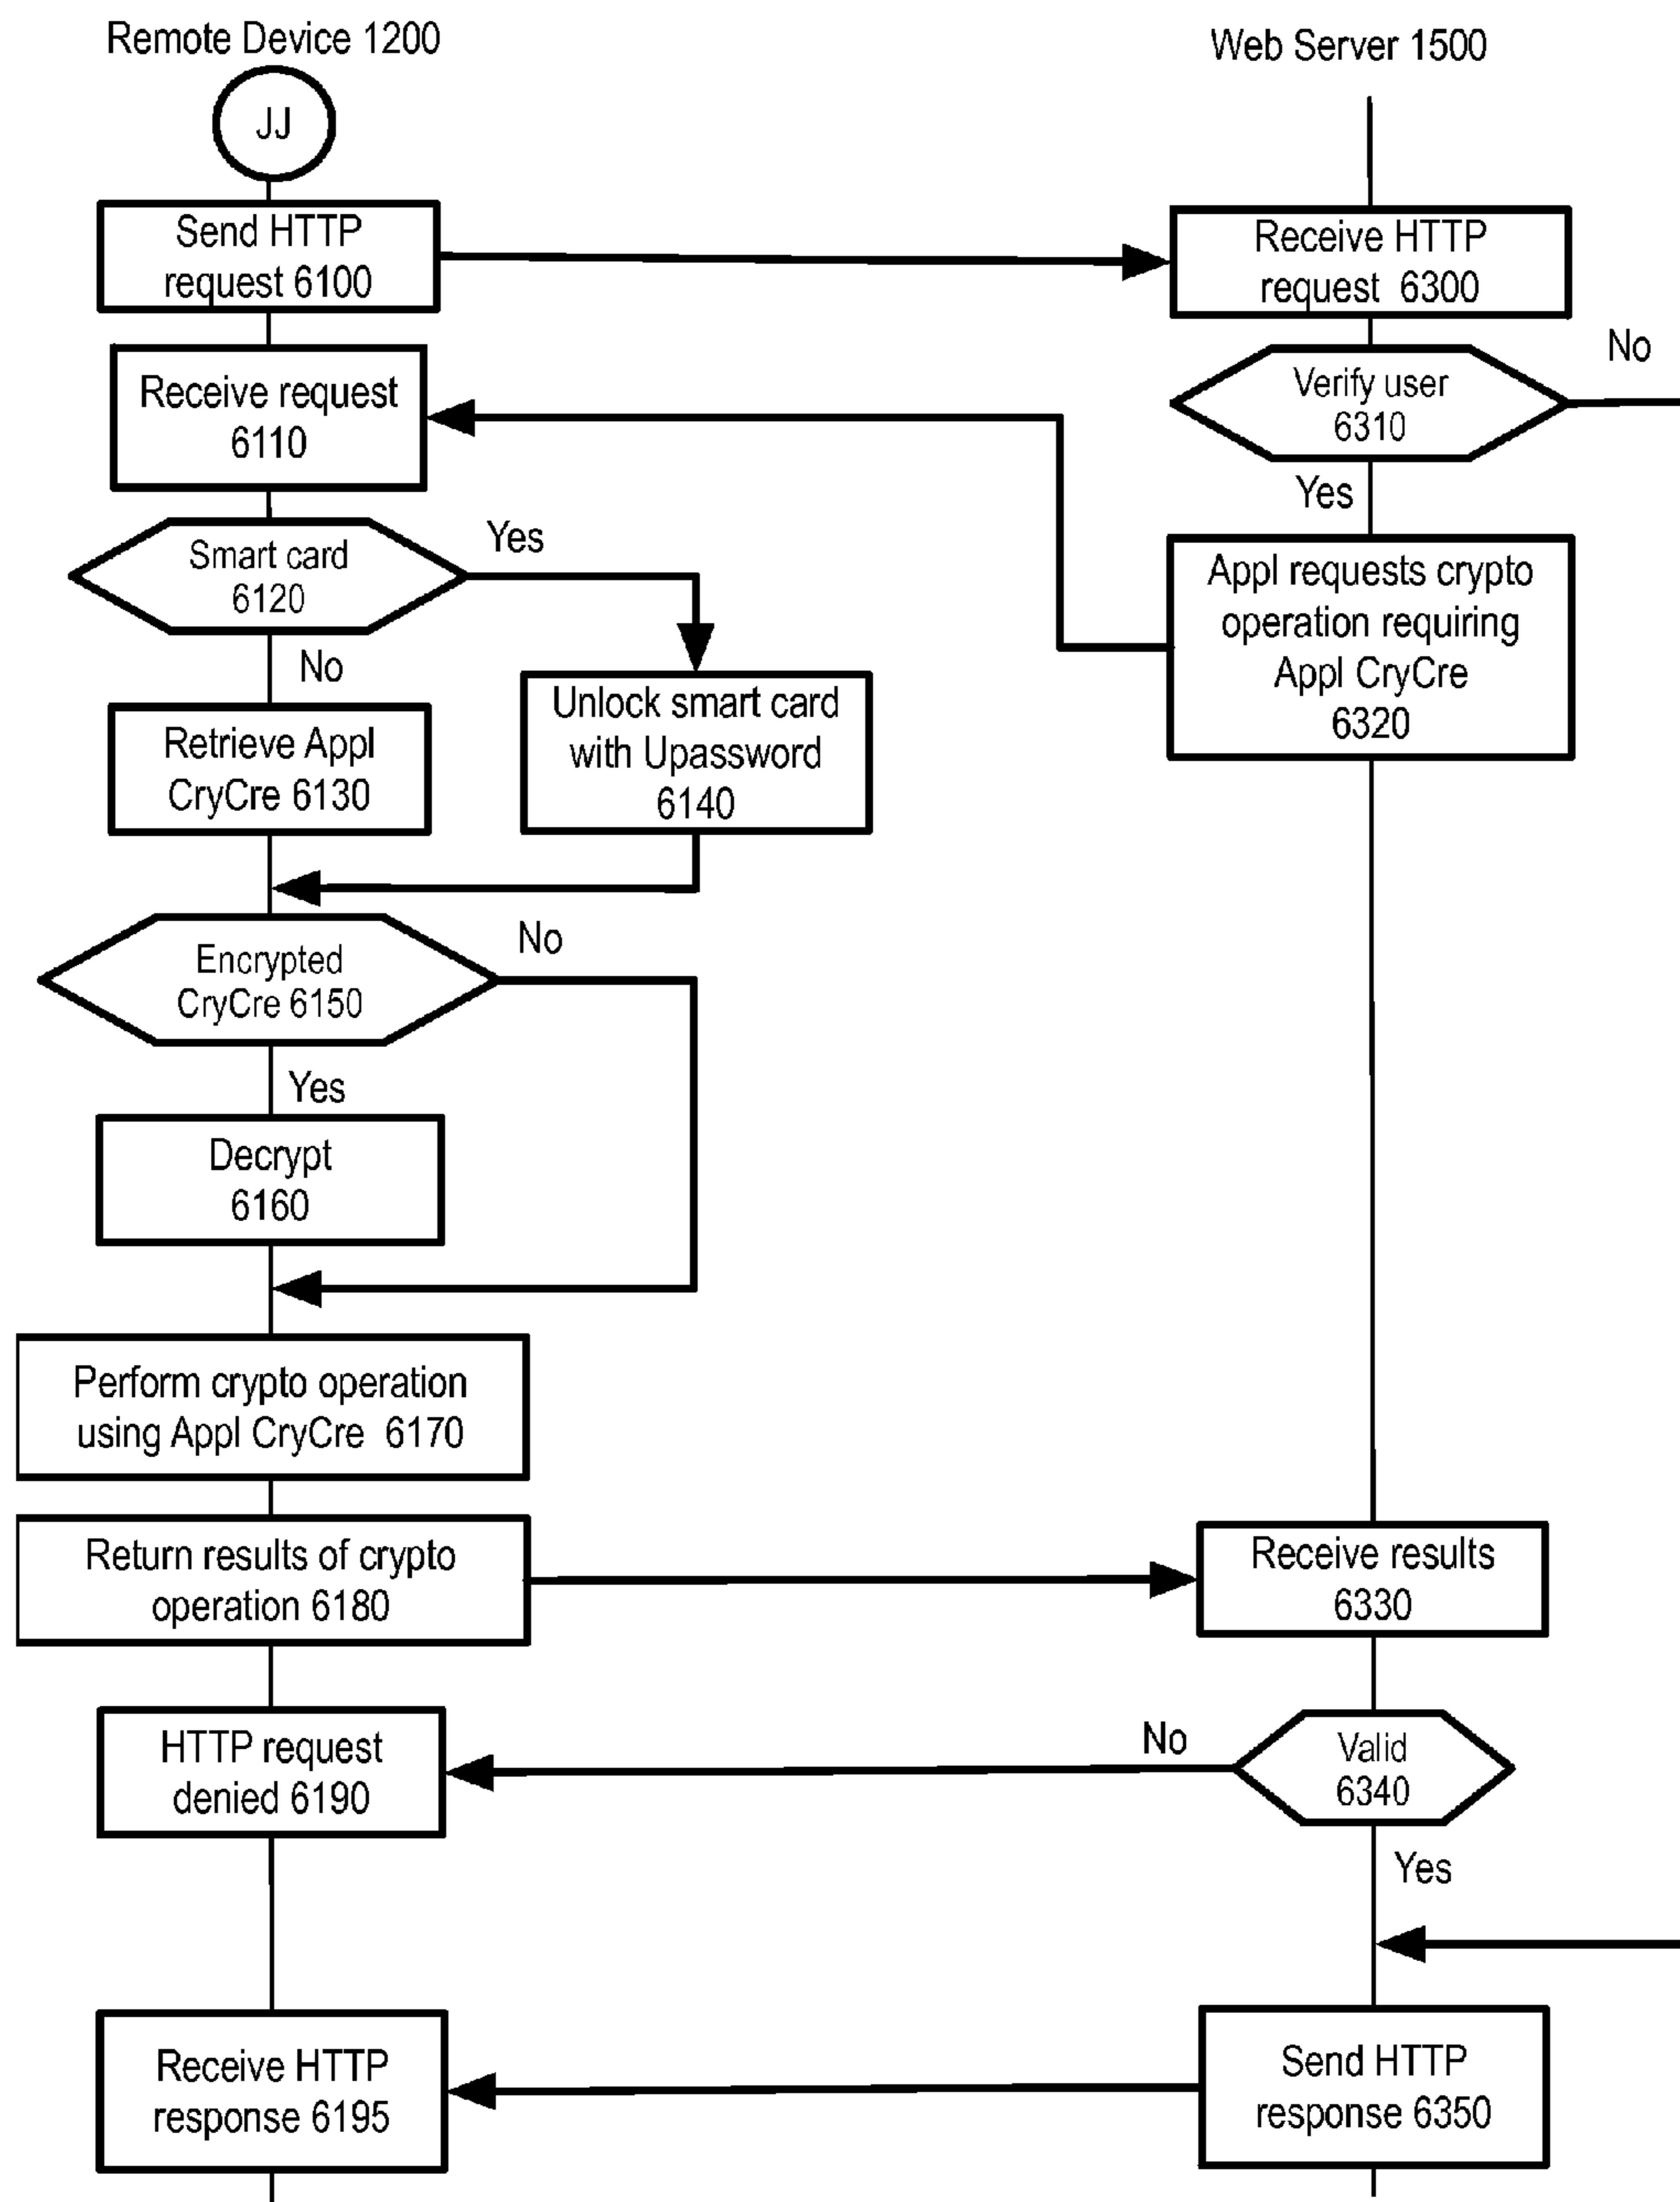 Remote Device 1200
Web Server 1500
JJ
Send HTTP
request 6100
Receive HTTP
request 6300
Receive request
6110
Verify user
6310
No
Yes
Smart card
6120
Yes
No
Appl requests crypto
operation requiring
Appl CryCre
6320
Retrieve Appl
CryCre 6130
Unlock smart card
with Upassword
6140
Encrypted
CryCre 6150
No
Yes
Decrypt
6160
Perform crypto operation
using Appl CryCre 6170
Return results of crypto
operation 6180
Receive results
6330
HTTP request
denied 6190
No
Valid
6340
Yes
Receive HTTP
response 6195
Send HTTP
response 6350